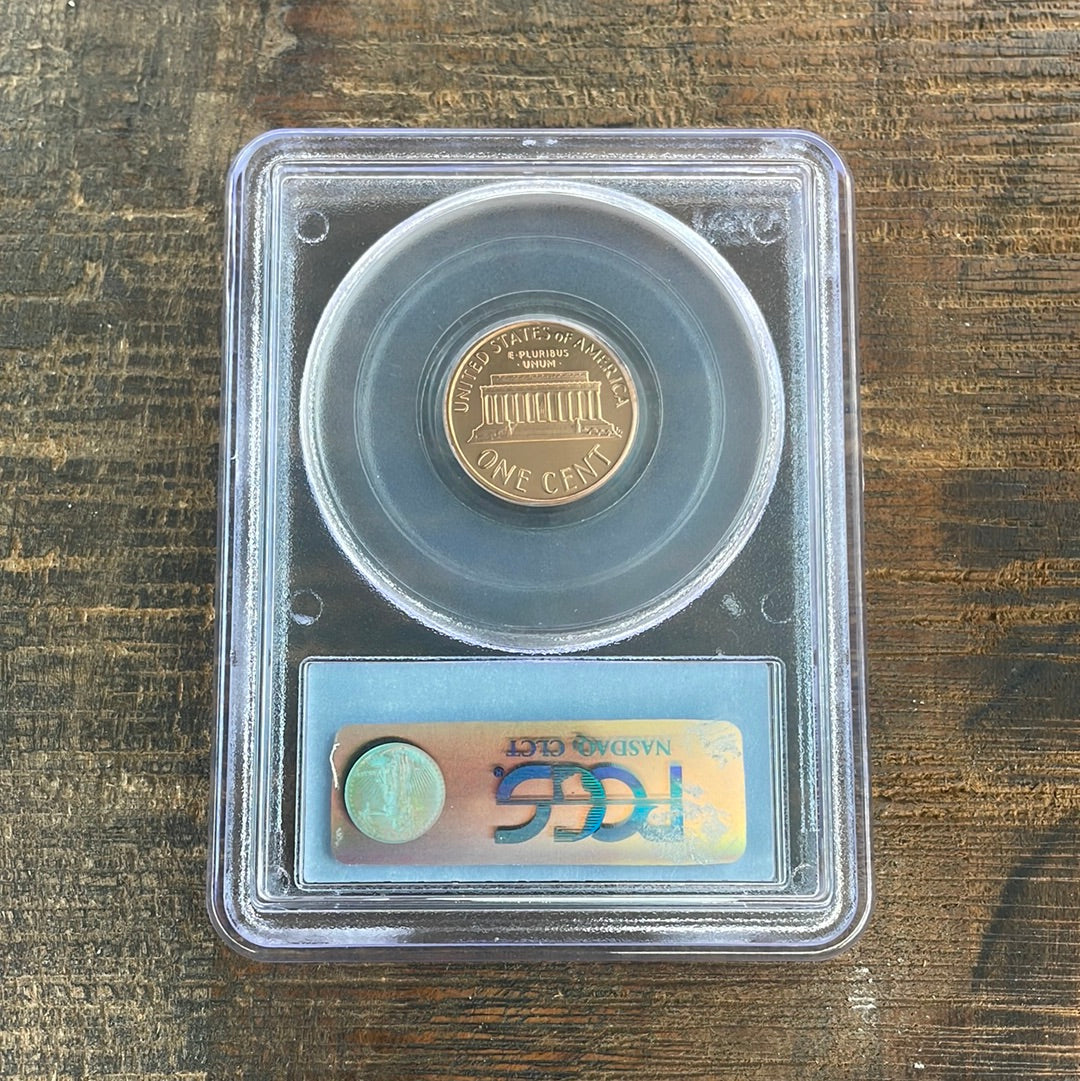 UNITED STATES OF AMERICA
E·PLURIBUS
·UNUM·
ONE CENT
NASDAQ, CLCT
PCGS®